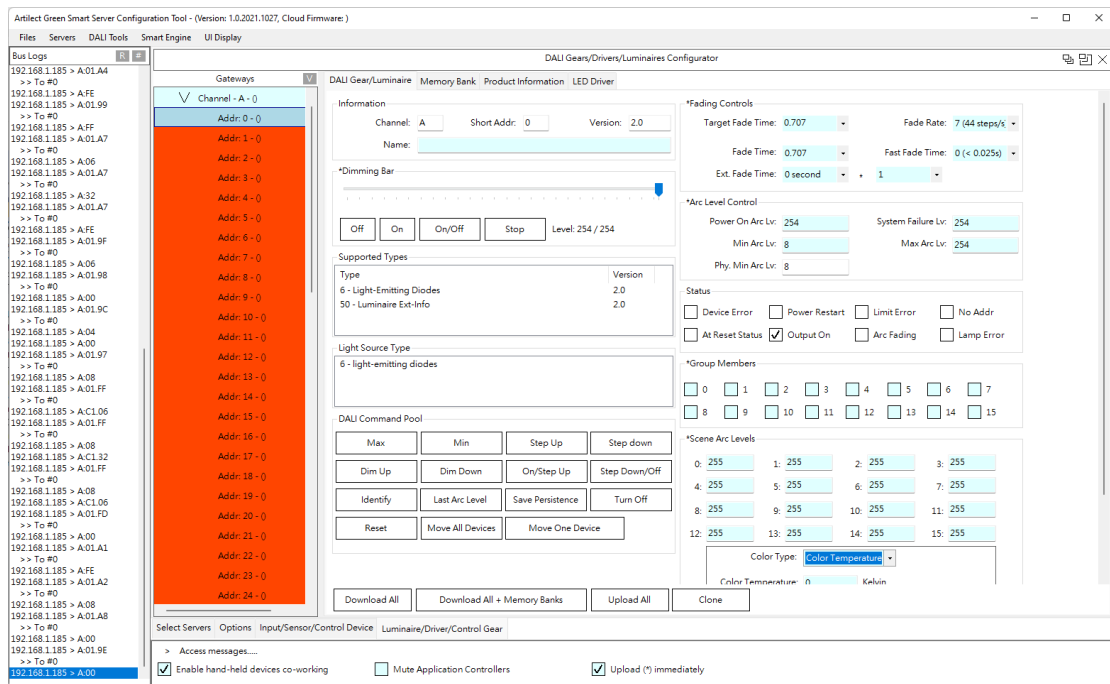 Artilect Green Smart Server Configuration Tool - (Version: 1.0.2021.1027, Cloud Firmware: )
Files Servers DALI Tools Smart Engine UI Display
Bus Logs R #
192.168.1.185 > A:01.A4
>> To #0
192.168.1.185 > A:FE
192.168.1.185 > A:01.99
>> To #0
192.168.1.185 > A:FF
192.168.1.185 > A:01.A7
>> To #0
192.168.1.185 > A:06
192.168.1.185 > A:01.A7
>> To #0
192.168.1.185 > A:32
192.168.1.185 > A:01.A7
>> To #0
192.168.1.185 > A:FE
192.168.1.185 > A:01.9F
>> To #0
192.168.1.185 > A:06
192.168.1.185 > A:01.98
>> To #0
192.168.1.185 > A:00
192.168.1.185 > A:01.9C
>> To #0
192.168.1.185 > A:04
192.168.1.185 > A:00
192.168.1.185 > A:01.97
>> To #0
192.168.1.185 > A:08
192.168.1.185 > A:01.FF
>> To #0
192.168.1.185 > A:C1.06
192.168.1.185 > A:01.FF
>> To #0
192.168.1.185 > A:08
192.168.1.185 > A:C1.32
192.168.1.185 > A:01.FF
>> To #0
192.168.1.185 > A:08
192.168.1.185 > A:C1.06
192.168.1.185 > A:01.FD
>> To #0
192.168.1.185 > A:00
192.168.1.185 > A:01.A1
>> To #0
192.168.1.185 > A:FE
192.168.1.185 > A:01.A2
>> To #0
192.168.1.185 > A:08
192.168.1.185 > A:01.A8
>> To #0
192.168.1.185 > A:00
192.168.1.185 > A:01.9E
>> To #0
192.168.1.185 > A:00
DALI Gears/Drivers/Luminaires Configurator
Gateways V
Channel - A - ()
Addr: 0 - ()
Addr: 1 - ()
Addr: 2 - ()
Addr: 3 - ()
Addr: 4 - ()
Addr: 5 - ()
Addr: 6 - ()
Addr: 7 - ()
Addr: 8 - ()
Addr: 9 - ()
Addr: 10 - ()
Addr: 11 - ()
Addr: 12 - ()
Addr: 13 - ()
Addr: 14 - ()
Addr: 15 - ()
Addr: 16 - ()
Addr: 17 - ()
Addr: 18 - ()
Addr: 19 - ()
Addr: 20 - ()
Addr: 21 - ()
Addr: 22 - ()
Addr: 23 - ()
Addr: 24 - ()
DALI Gear/Luminaire Memory Bank Product Information LED Driver
Information
Channel: A Short Addr: 0 Version: 2.0
Name:
*Dimming Bar
Off On On/Off Stop Level: 254 / 254
Supported Types
Type Version
6 - Light-Emitting Diodes 2.0
50 - Luminaire Ext-Info 2.0
Light Source Type
6 - light-emitting diodes
DALI Command Pool
Max Min Step Up Step down
Dim Up Dim Down On/Step Up Step Down/Off
Identify Last Arc Level Save Persistence Turn Off
Reset Move All Devices Move One Device
*Fading Controls
Target Fade Time: 0.707 Fade Rate: 7 (44 steps/s
Fade Time: 0.707 Fast Fade Time: 0 (< 0.025s)
Ext. Fade Time: 0 second + 1
*Arc Level Control
Power On Arc Lv: 254 System Failure Lv: 254
Min Arc Lv: 8 Max Arc Lv: 254
Phy. Min Arc Lv: 8
Status
Device Error Power Restart Limit Error No Addr
At Reset Status Output On Arc Fading Lamp Error
*Group Members
0 1 2 3 4 5 6 7
8 9 10 11 12 13 14 15
*Scene Arc Levels
0: 255 1: 255 2: 255 3: 255
4: 255 5: 255 6: 255 7: 255
8: 255 9: 255 10: 255 11: 255
12: 255 13: 255 14: 255 15: 255
Color Type: Color Temperature
Color Temperature: 0 Kelvin
Download All Download All + Memory Banks Upload All Clone
Select Servers Options Input/Sensor/Control Device Luminaire/Driver/Control Gear
> Access messages.....
Enable hand-held devices co-working Mute Application Controllers Upload (*) immediately